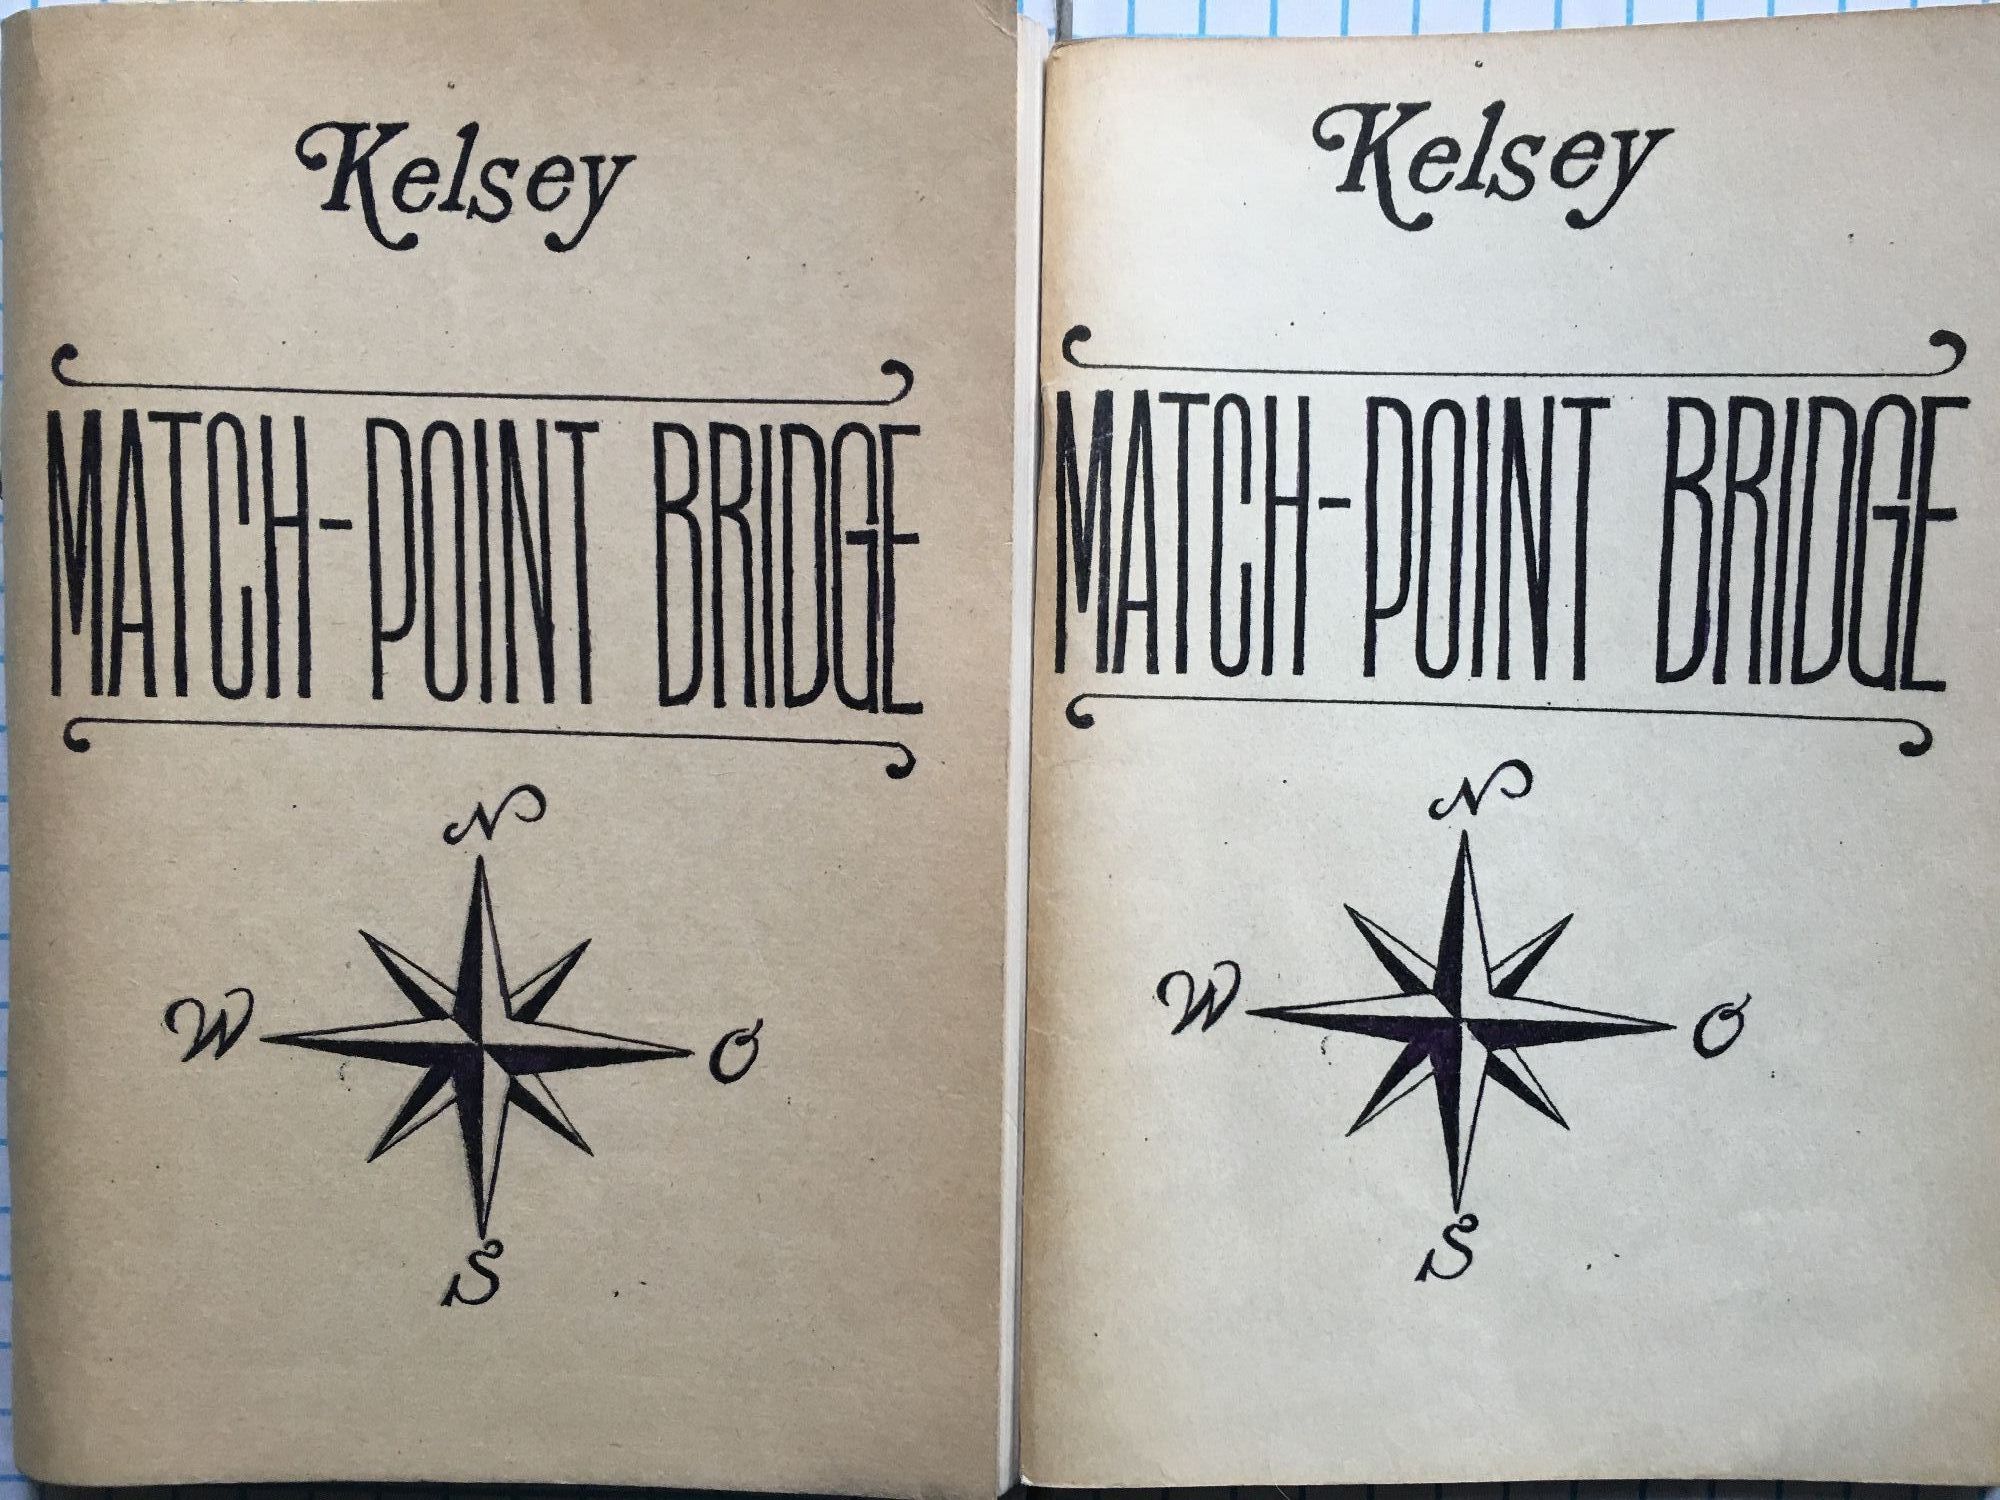 Kelsey
MATCH-POINT BRIDGE
N
W O
S
Kelsey
MATCH-POINT BRIDGE
N
W O
S